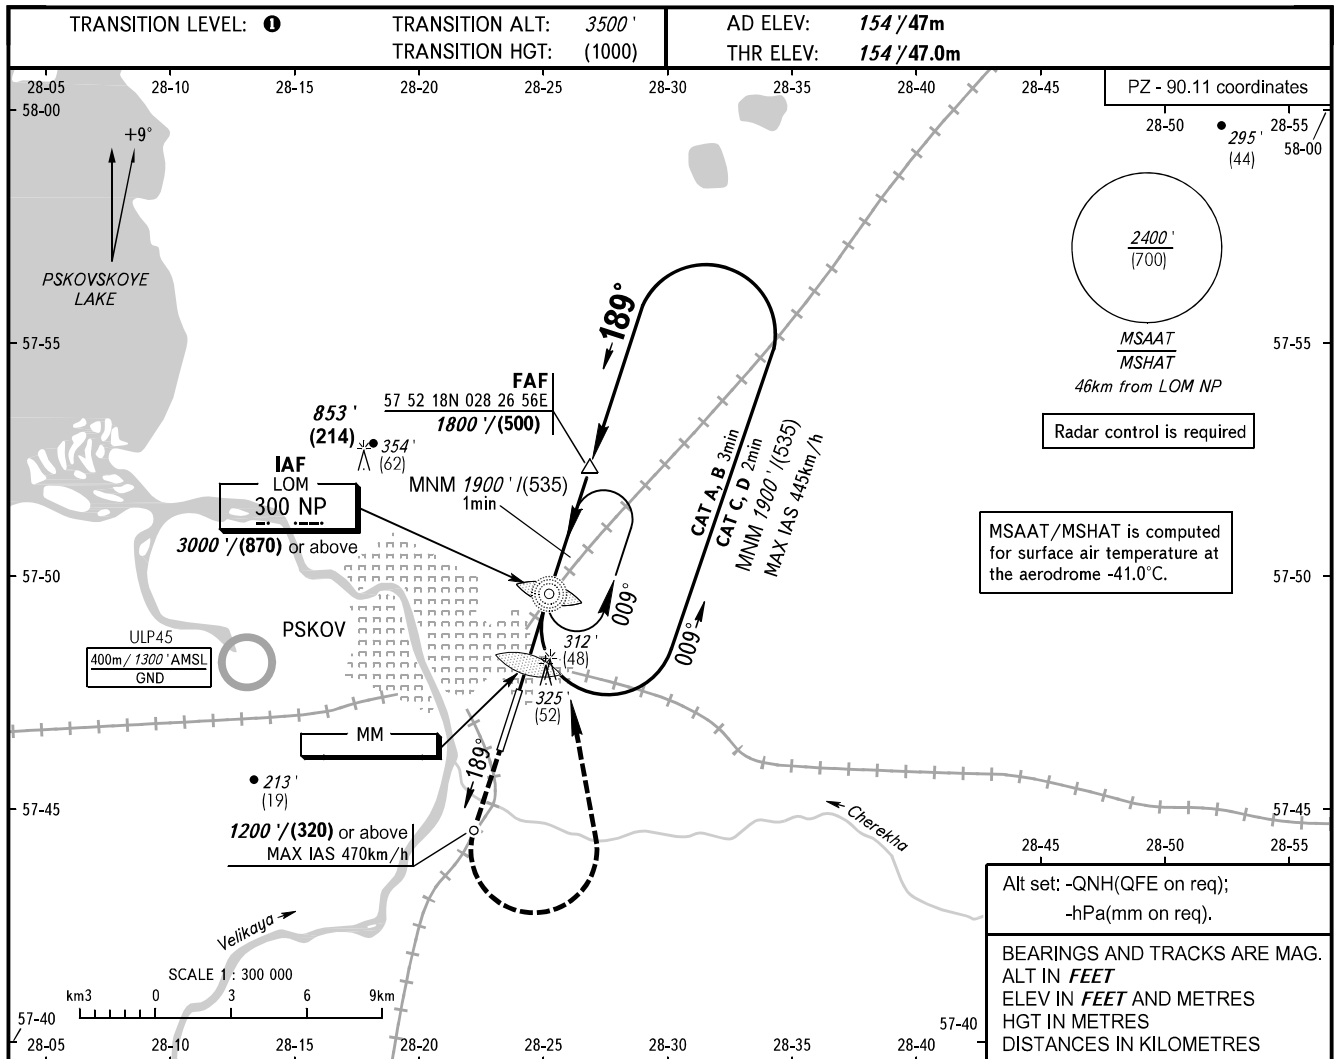 TRANSITION LEVEL: ❶
TRANSITION ALT: 3500 '
TRANSITION HGT: (1000)
AD ELEV: 154'/47m
THR ELEV: 154'/47.0m
28-05 28-10 28-15 28-20 28-25 28-30 28-35 28-40 28-45
PZ - 90.11 coordinates
58-00
28-50 28-55
58-00
295'
(44)
+9°
PSKOVSKOYE
LAKE
2400'
(700)
MSAAT
MSHAT
46km from LOM NP
57-55
57-55
189°
FAF
57 52 18N 028 26 56E
1800 '/(500)
853 '
(214)
354'
(62)
Radar control is required
IAF
LOM
300 NP
3000 '/(870) or above
MNM 1900 '/(535)
1min
CAT A, B 3min
CAT C, D 2min
MNM 1900 '/(535)
MAX IAS 445km/h
MSAAT/MSHAT is computed
for surface air temperature at
the aerodrome -41.0°C.
57-50
57-50
009°
009°
PSKOV
ULP45
400m/1300'AMSL
GND
312'
(48)
325'
(52)
MM
189°
213'
(19)
57-45
57-45
1200 '/(320) or above
MAX IAS 470km/h
Cherekha
28-45 28-50 28-55
Velikaya
Alt set: -QNH(QFE on req);
-hPa(mm on req).
BEARINGS AND TRACKS ARE MAG.
ALT IN FEET
ELEV IN FEET AND METRES
HGT IN METRES
DISTANCES IN KILOMETRES
SCALE 1 : 300 000
km3 0 3 6 9km
57-40
57-40
28-05 28-10 28-15 28-20 28-25 28-30 28-35 28-40